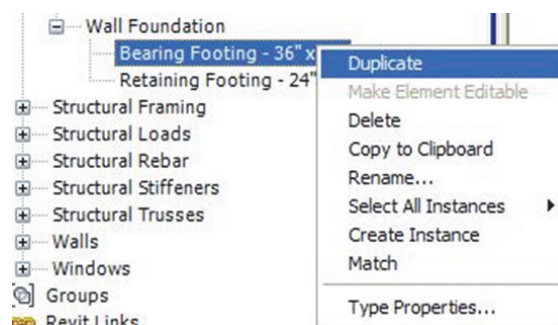 Wall Foundation
Bearing Footing - 36" x
Retaining Footing - 24"
Structural Framing
Structural Loads
Structural Rebar
Structural Stiffeners
Structural Trusses
Walls
Windows
Groups
Revit Links
Duplicate
Make Element Editable
Delete
Copy to Clipboard
Rename...
Select All Instances
Create Instance
Match
Type Properties...